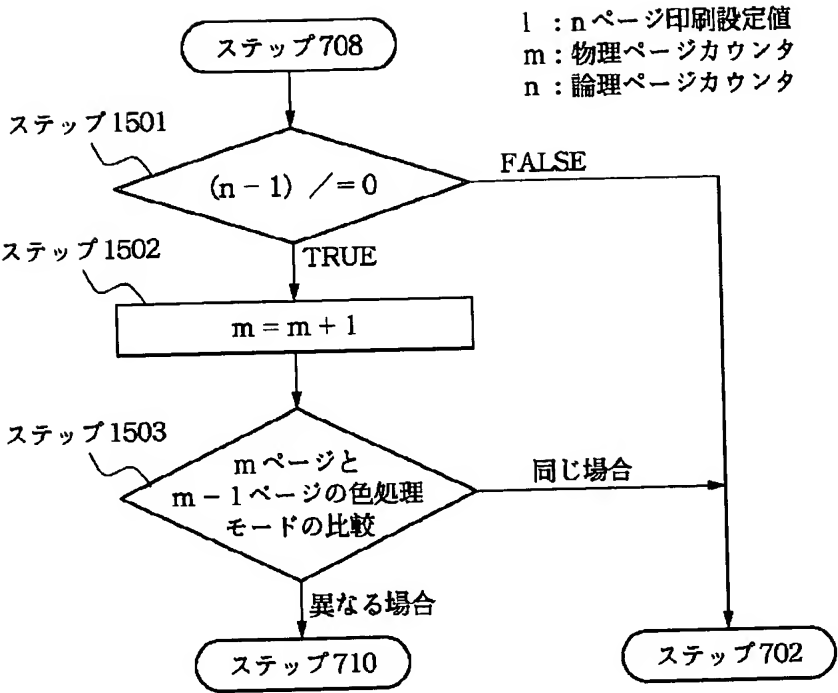 l ：nページ印刷設定値
m：物理ページカウンタ
n ：論理ページカウンタ
ステップ708
ステップ1501
(n－1) ／＝0
FALSE
TRUE
ステップ1502
m＝m＋1
ステップ1503
mページと
m－1ページの色処理
モードの比較
同じ場合
異なる場合
ステップ710
ステップ702